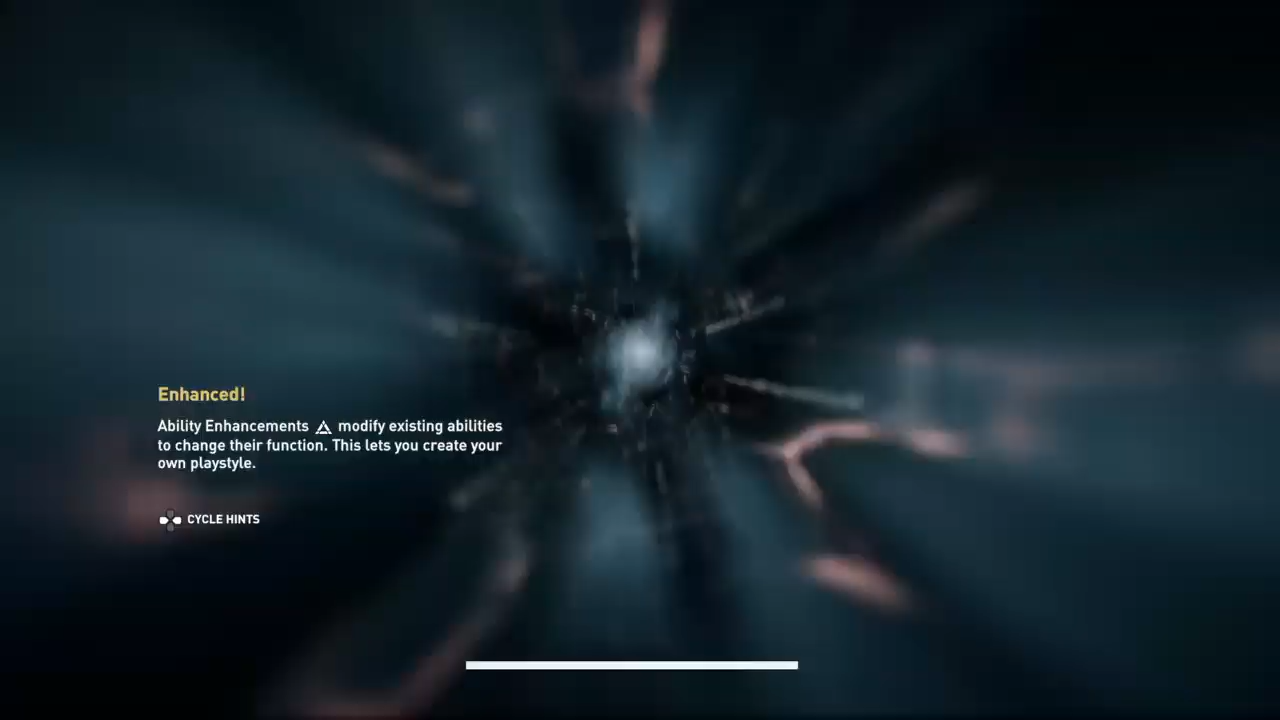 Enhanced!
Ability Enhancements modify existing abilities
to change their function. This lets you create your
own playstyle.
CYCLE HINTS